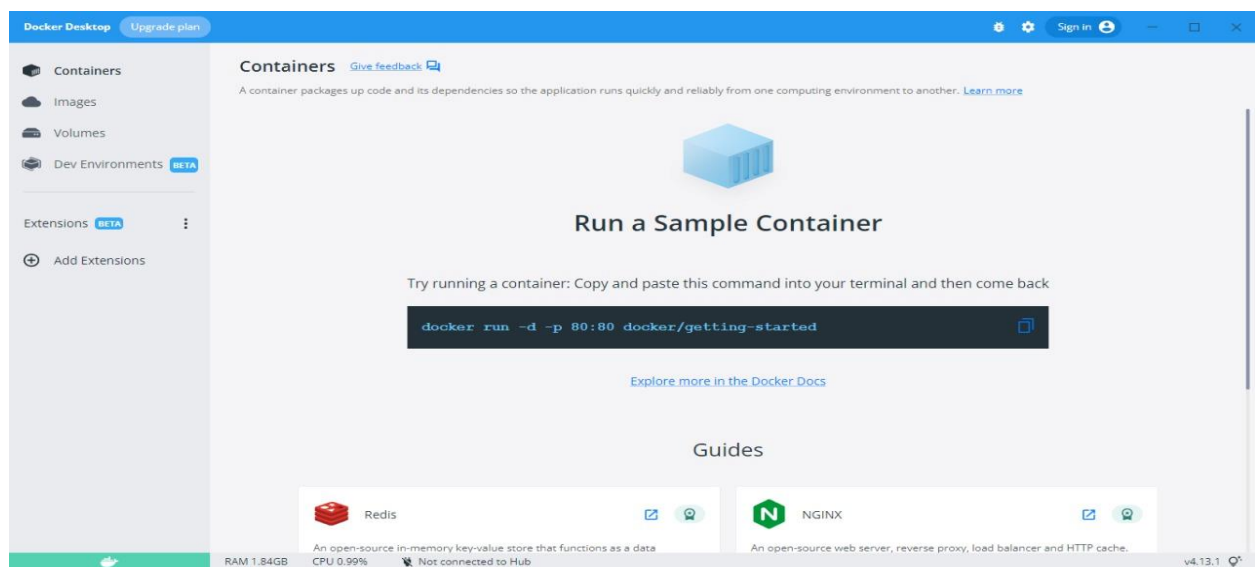 Docker Desktop Upgrade plan Sign in
Containers
Images
Volumes
Dev Environments BETA
Extensions BETA
Add Extensions
Containers Give feedback
A container packages up code and its dependencies so the application runs quickly and reliably from one computing environment to another. Learn more
Run a Sample Container
Try running a container: Copy and paste this command into your terminal and then come back
docker run -d -p 80:80 docker/getting-started
Explore more in the Docker Docs
Guides
Redis
An open-source in-memory key-value store that functions as a data
N NGINX
An open-source web server, reverse proxy, load balancer and HTTP cache.
RAM 1.84GB CPU 0.99% Not connected to Hub v4.13.1